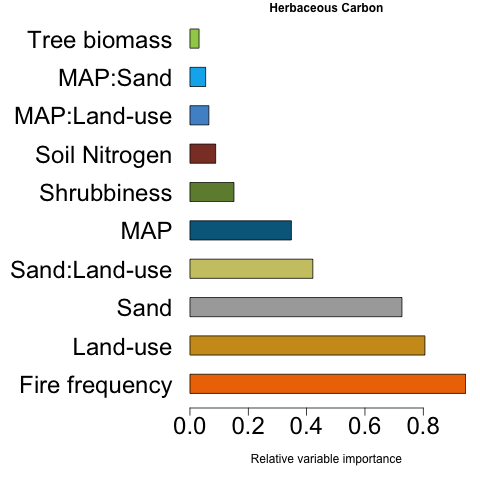 Herbaceous Carbon
Tree biomass
MAP:Sand
MAP:Land-use
Soil Nitrogen
Shrubbiness
MAP
Sand:Land-use
Sand
Land-use
Fire frequency
0.0 0.2 0.4 0.6 0.8
Relative variable importance